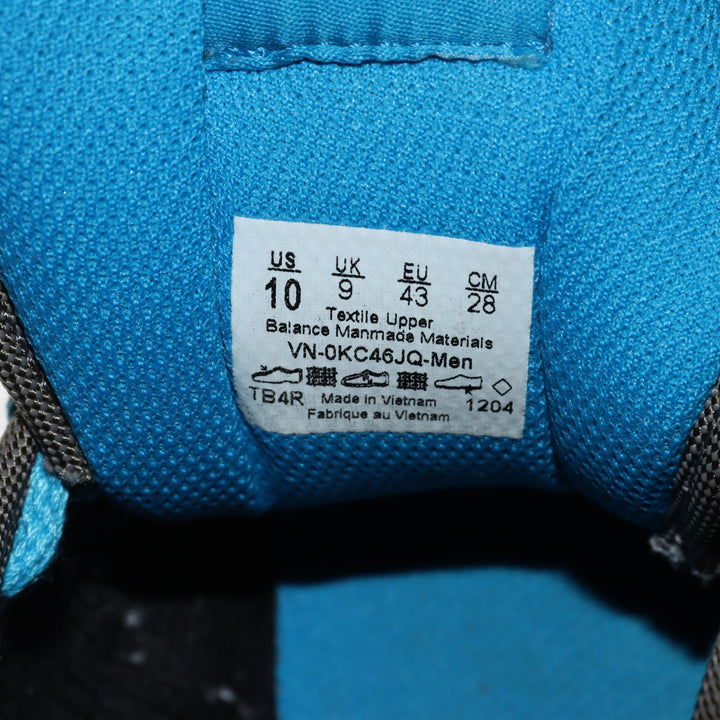 US UK EU CM
10 9 43 28
Textile Upper
Balance Manmade Materials
VN-0KC46JQ-Men
TB4R Made in Vietnam 1204
Fabrique au Vietnam